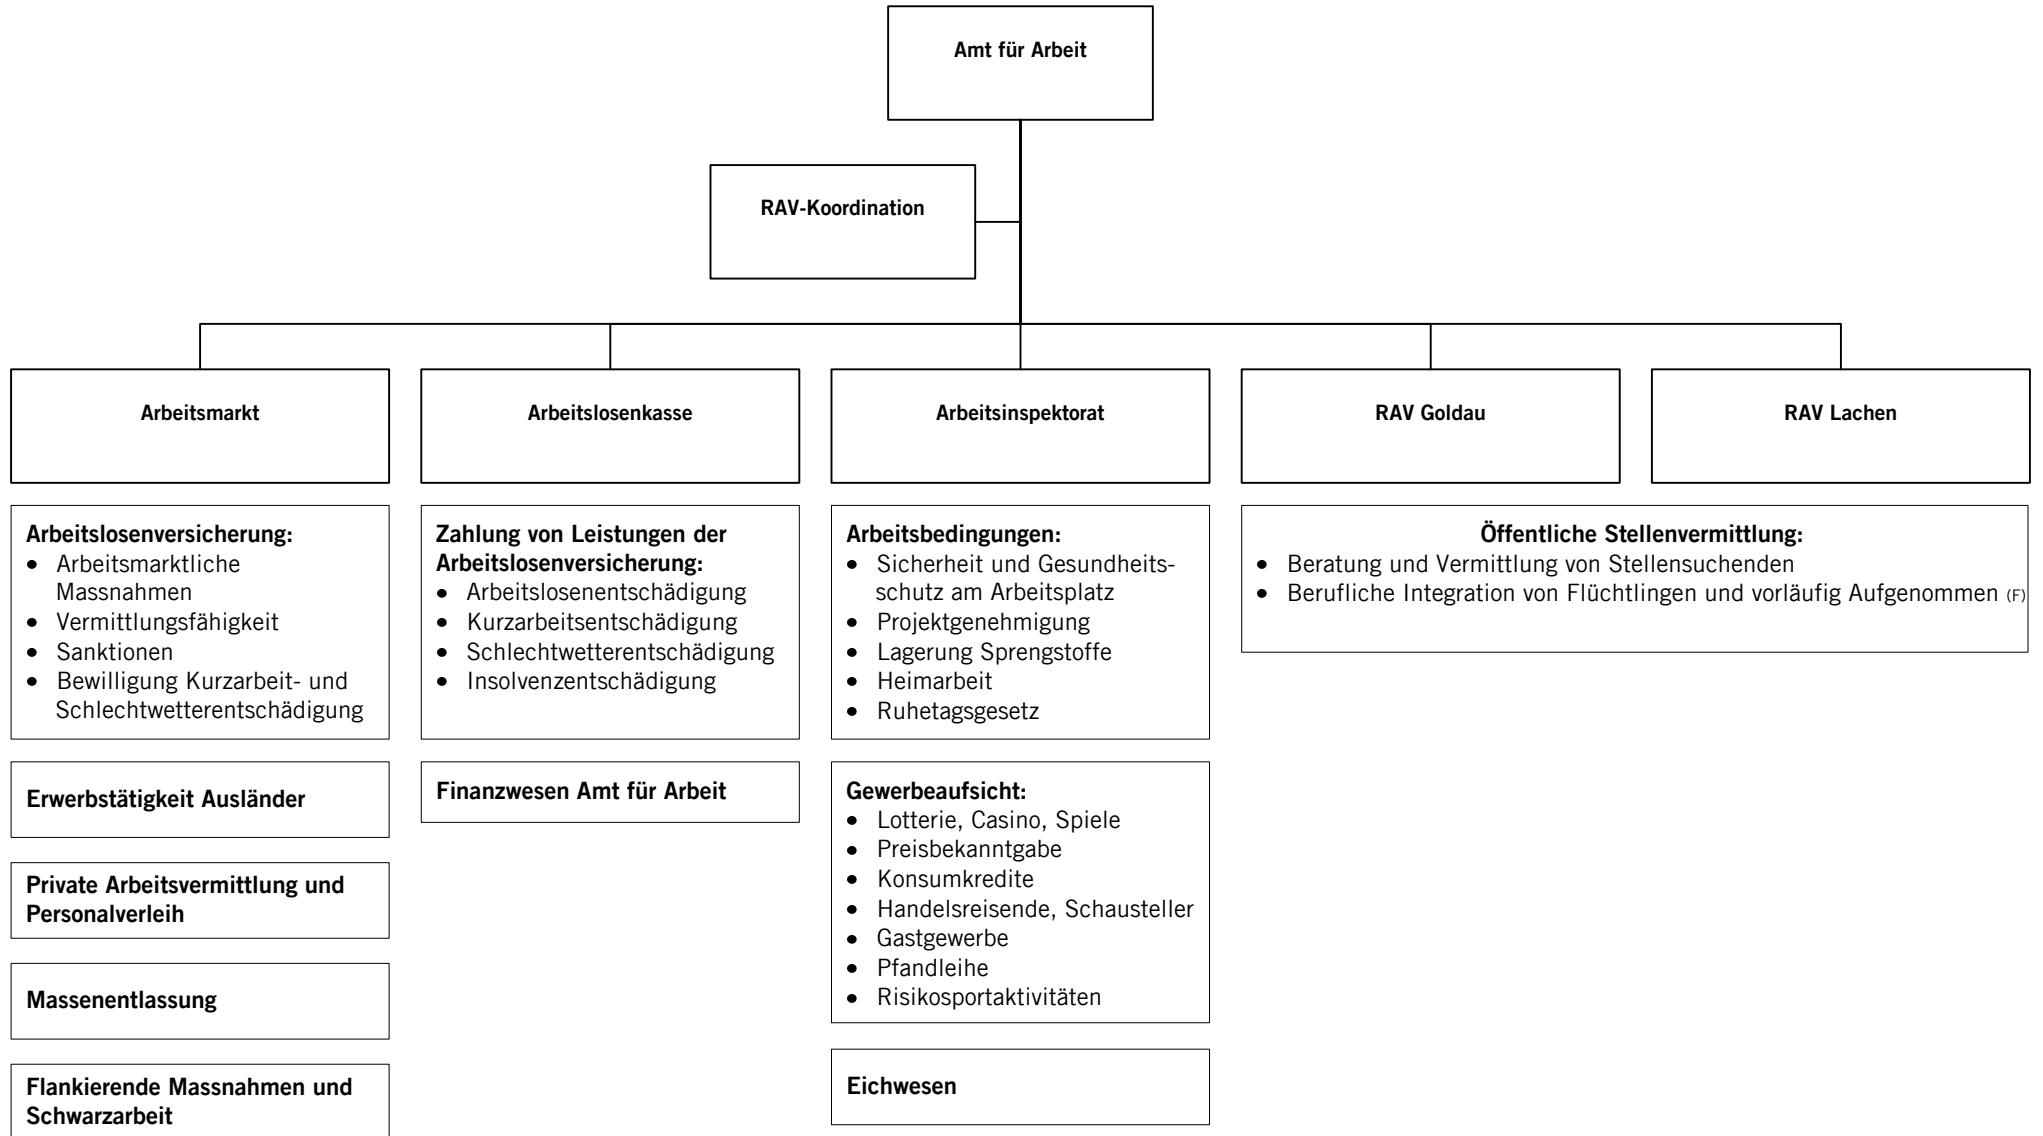 Amt für Arbeit
RAV-Koordination
Arbeitsmarkt
Arbeitslosenkasse
Arbeitsinspektorat
RAV Goldau
RAV Lachen
Arbeitslosenversicherung:
• Arbeitsmarktliche
Massnahmen
• Vermittlungsfähigkeit
• Sanktionen
• Bewilligung Kurzarbeit- und
Schlechtwetterentschädigung
Erwerbstätigkeit Ausländer
Private Arbeitsvermittlung und
Personalverleih
Massenentlassung
Flankierende Massnahmen und
Schwarzarbeit
Zahlung von Leistungen der
Arbeitslosenversicherung:
• Arbeitslosenentschädigung
• Kurzarbeitsentschädigung
• Schlechtwetterentschädigung
• Insolvenzentschädigung
Finanzwesen Amt für Arbeit
Arbeitsbedingungen:
• Sicherheit und Gesundheits-
schutz am Arbeitsplatz
• Projektgenehmigung
• Lagerung Sprengstoffe
• Heimarbeit
• Ruhetagsgesetz
Gewerbeaufsicht:
• Lotterie, Casino, Spiele
• Preisbekanntgabe
• Konsumkredite
• Handelsreisende, Schausteller
• Gastgewerbe
• Pfandleihe
• Risikosportaktivitäten
Eichwesen
Öffentliche Stellenvermittlung:
• Beratung und Vermittlung von Stellensuchenden
• Berufliche Integration von Flüchtlingen und vorläufig Aufgenommen (F)